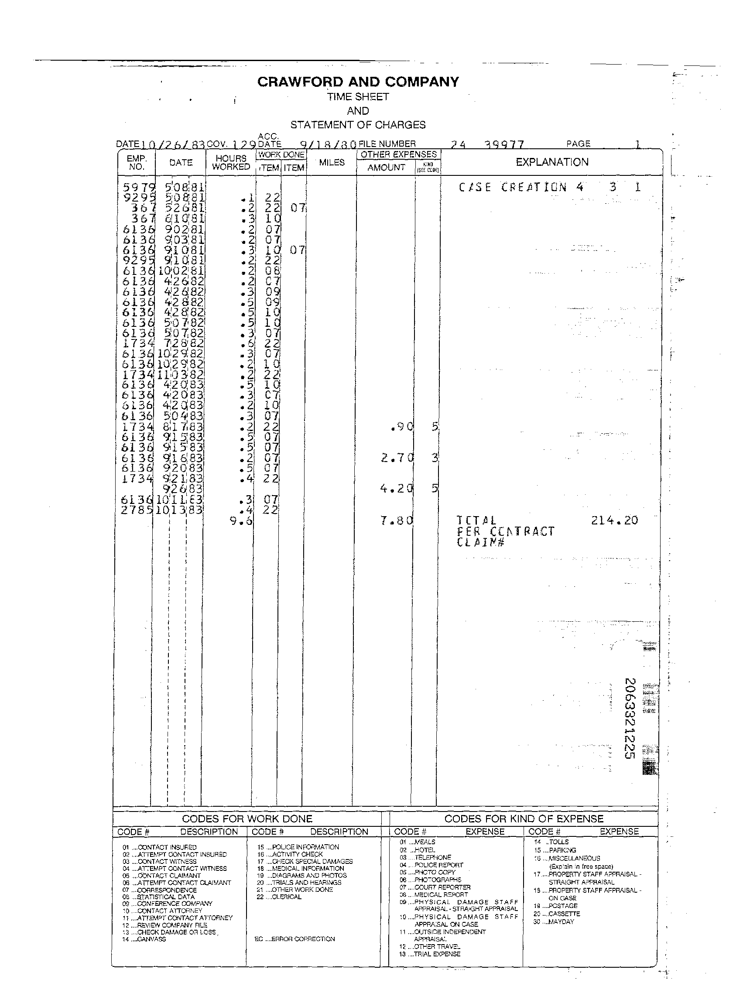 CRAWFORD AND COMPANY
TIME SHEET
AND
STATEMENT OF CHARGES
DATE 10/26/83 COV. 129 ACC. DATE 9/18/80 FILE NUMBER 24 39977 PAGE 1
EMP. NO. DATE HOURS WORKED WORK DONE ITEM ITEM MILES OTHER EXPENSES AMOUNT KIND (SEE CODE) EXPLANATION
5979 50881 CASE CREATION 4 3 1
9295 50881 .1 22
367 52681 .2 22 07
367 61081 .3 10
6136 90281 .2 07
6136 90381 .2 07
6136 91081 .3 10 07
9295 91081 .2 22
6136 100281 .2 08
6136 42682 .2 07
6136 42682 .3 09
6136 42882 .5 09
6136 42882 .5 10
6136 50782 .5 10
6136 50782 .3 07
1734 72882 .6 22
6136 102982 .3 07
6136 102982 .2 10
1734 110382 .2 22
6136 42083 .5 10
6136 42083 .3 07
6136 42083 .2 10
6136 50483 .3 07
1734 81783 .2 22 .90 5
6136 91583 .5 07
6136 91583 .5 07
6136 91683 .2 07 2.70 3
6136 92083 .5 07
1734 92183 .4 22
92683 4.20 5
6136 101183 .3 07
2785 101383 .4 22
9.6 7.80 TOTAL 214.20
PER CONTRACT
CLAIM#
2063321225
CODES FOR WORK DONE
CODE # DESCRIPTION CODE # DESCRIPTION
01 ...CONTACT INSURED
02 ...ATTEMPT CONTACT INSURED
03 ...CONTACT WITNESS
04 ...ATTEMPT CONTACT WITNESS
05 ...CONTACT CLAIMANT
06 ...ATTEMPT CONTACT CLAIMANT
07 ...CORRESPONDENCE
08 ...STATISTICAL DATA
09 ...CONFERENCE COMPANY
10 ...CONTACT ATTORNEY
11 ...ATTEMPT CONTACT ATTORNEY
12 ...REVIEW COMPANY FILE
13 ...CHECK DAMAGE OR LOSS
14 ...CANVASS
15 ...POLICE INFORMATION
16 ...ACTIVITY CHECK
17 ...CHECK SPECIAL DAMAGES
18 ...MEDICAL INFORMATION
19 ...DIAGRAMS AND PHOTOS
20 ...TRIALS AND HEARINGS
21 ...OTHER WORK DONE
22 ...CLERICAL
EC ...ERROR CORRECTION
CODES FOR KIND OF EXPENSE
CODE # EXPENSE CODE # EXPENSE
01 ...MEALS
02 ...HOTEL
03 ...TELEPHONE
04 ...POLICE REPORT
05 ...PHOTO COPY
06 ...PHOTOGRAPHS
07 ...COURT REPORTER
08 ...MEDICAL REPORT
09 ...PHYSICAL DAMAGE STAFF
APPRAISAL - STRAIGHT APPRAISAL
10 ...PHYSICAL DAMAGE STAFF
APPRAISAL ON CASE
11 ...OUTSIDE INDEPENDENT
APPRAISAL
12 ...OTHER TRAVEL
13 ...TRIAL EXPENSE
14 ...TOLLS
15 ...PARKING
16 ...MISCELLANEOUS
(Explain in free space)
17 ...PROPERTY STAFF APPRAISAL -
STRAIGHT APPRAISAL
18 ...PROPERTY STAFF APPRAISAL -
ON CASE
19 ...POSTAGE
20 ...CASSETTE
30 ...MAYDAY